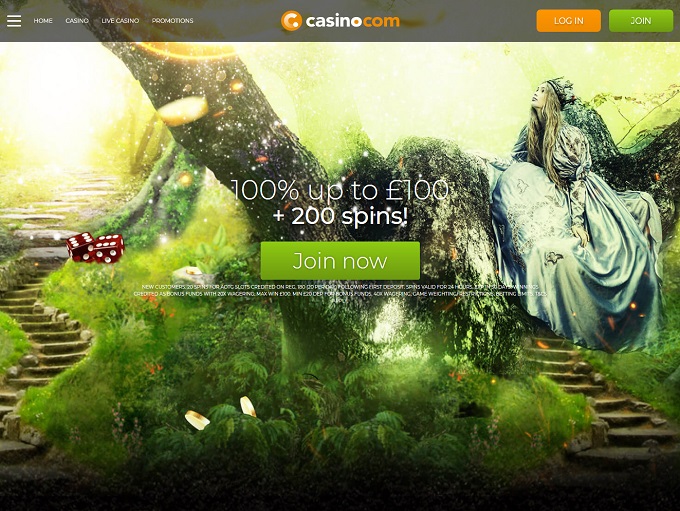 HOME CASINO LIVE CASINO PROMOTIONS casinocom LOG IN JOIN
100% up to £100
+ 200 spins!
Join now
NEW CUSTOMERS. 20 SPINS FOR AOTG SLOTS CREDITED ON REG. 180 (20 PER DAY) FOLLOWING FIRST DEPOSIT. SPINS VALID FOR 24 HOURS. WINNINGS
CREDITED AS BONUS FUNDS WITH 20X WAGERING. MAX WIN £100. MIN £20 DEP FOR BONUS FUNDS. 40X WAGERING, GAME WEIGHTING, RESTRICTIONS, BETTING LIMITS. T&C.